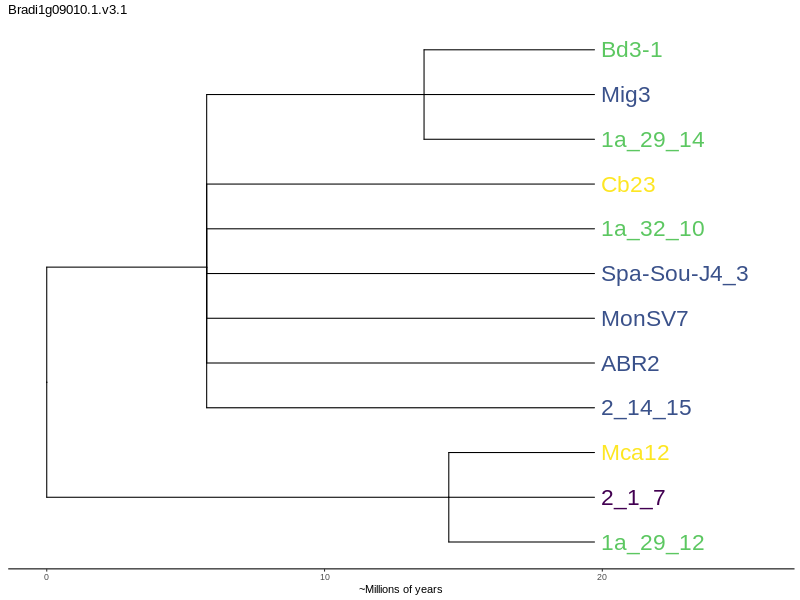 Bradi1g09010.1.v3.1
Bd3-1
Mig3
1a_29_14
Cb23
1a_32_10
Spa-Sou-J4_3
MonSV7
ABR2
2_14_15
Mca12
2_1_7
1a_29_12
0 10 20
~Millions of years